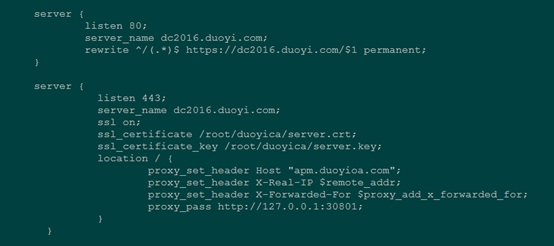 server {
listen 80;
server_name dc2016.duoyi.com;
rewrite ^/(.*)$ https://dc2016.duoyi.com/$1 permanent;
}
server {
listen 443;
server_name dc2016.duoyi.com;
ssl on;
ssl_certificate /root/duoyica/server.crt;
ssl_certificate_key /root/duoyica/server.key;
location / {
proxy_set_header Host "apm.duoyioa.com";
proxy_set_header X-Real-IP $remote_addr;
proxy_set_header X-Forwarded-For $proxy_add_x_forwarded_for;
proxy_pass http://127.0.0.1:30801;
}
}